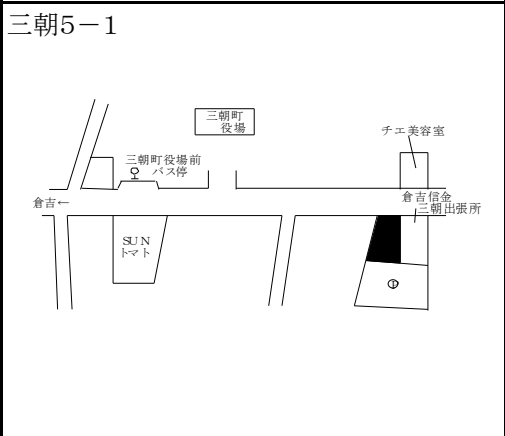 三朝5－1
三朝町
役場
チエ美容室
三朝町役場前
バス停
倉吉←
倉吉信金
三朝出張所
SUN
トマト